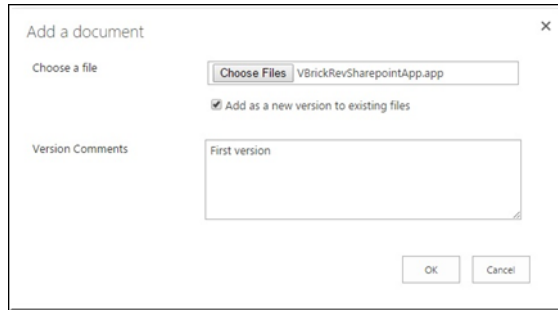 Add a document
Choose a file
Choose Files VBrickRevSharepointApp.app
Add as a new version to existing files
Version Comments
First version
OK
Cancel